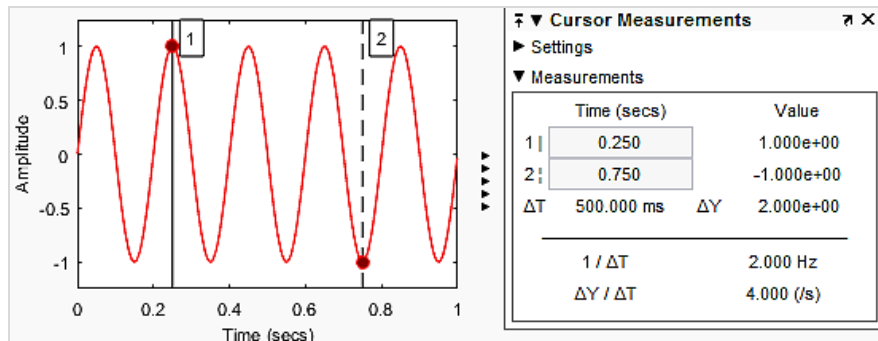 1
2
1
0.5
0
-0.5
-1
Amplitude
0 0.2 0.4 0.6 0.8 1
Time (secs)
Cursor Measurements
Settings
Measurements
Time (secs) Value
1 | 0.250 1.000e+00
2 ¦ 0.750 -1.000e+00
ΔT 500.000 ms ΔY 2.000e+00
1 / ΔT 2.000 Hz
ΔY / ΔT 4.000 (/s)